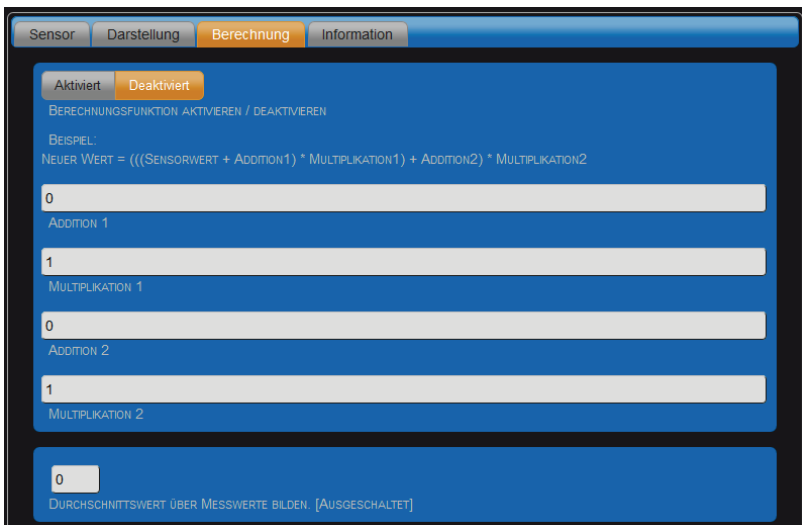 Sensor Darstellung Berechnung Information
Aktiviert Deaktiviert
Berechnungsfunktion aktivieren / deaktivieren
Beispiel:
Neuer Wert = (((Sensorwert + Addition1) * Multiplikation1) + Addition2) * Multiplikation2
0
Addition 1
1
Multiplikation 1
0
Addition 2
1
Multiplikation 2
0
Durchschnittswert über Messwerte bilden. [Ausgeschaltet]